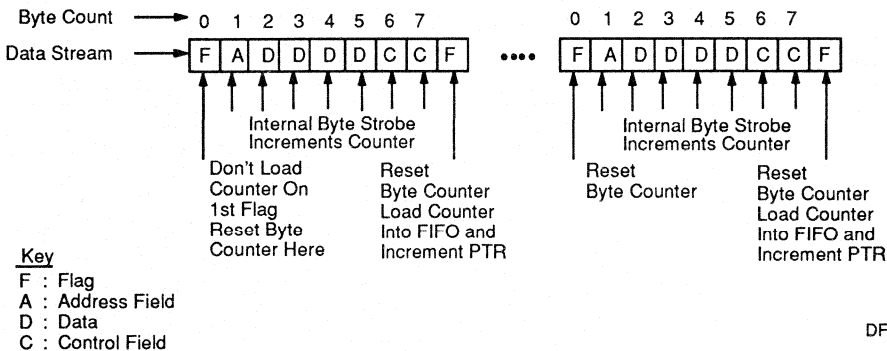 Byte Count 0 1 2 3 4 5 6 7 0 1 2 3 4 5 6 7
Data Stream F A D D D D C C F •••• F A D D D D C C F
Internal Byte Strobe
Increments Counter
Internal Byte Strobe
Increments Counter
Don't Load
Counter On
1st Flag
Reset Byte
Counter Here
Reset
Byte Counter
Load Counter
Into FIFO and
Increment PTR
Reset
Byte Counter
Reset
Byte Counter
Load Counter
Into FIFO and
Increment PTR
Key
F : Flag
A : Address Field
D : Data
C : Control Field
DF